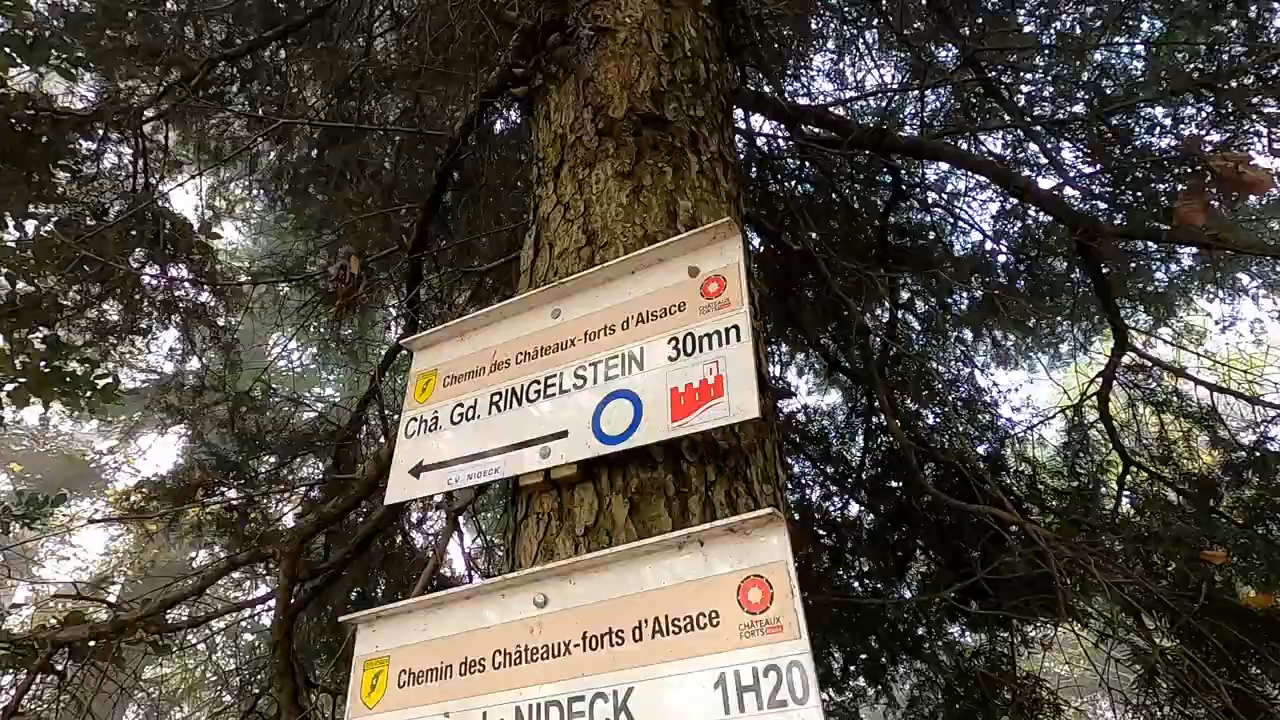 Chemin des Châteaux-forts d'Alsace
CHÂTEAUX
FORTS
Châ. Gd. RINGELSTEIN 30mn
C.V. NIDECK
Chemin des Châteaux-forts d'Alsace
CHÂTEAUX
FORTS
NIDECK 1H20